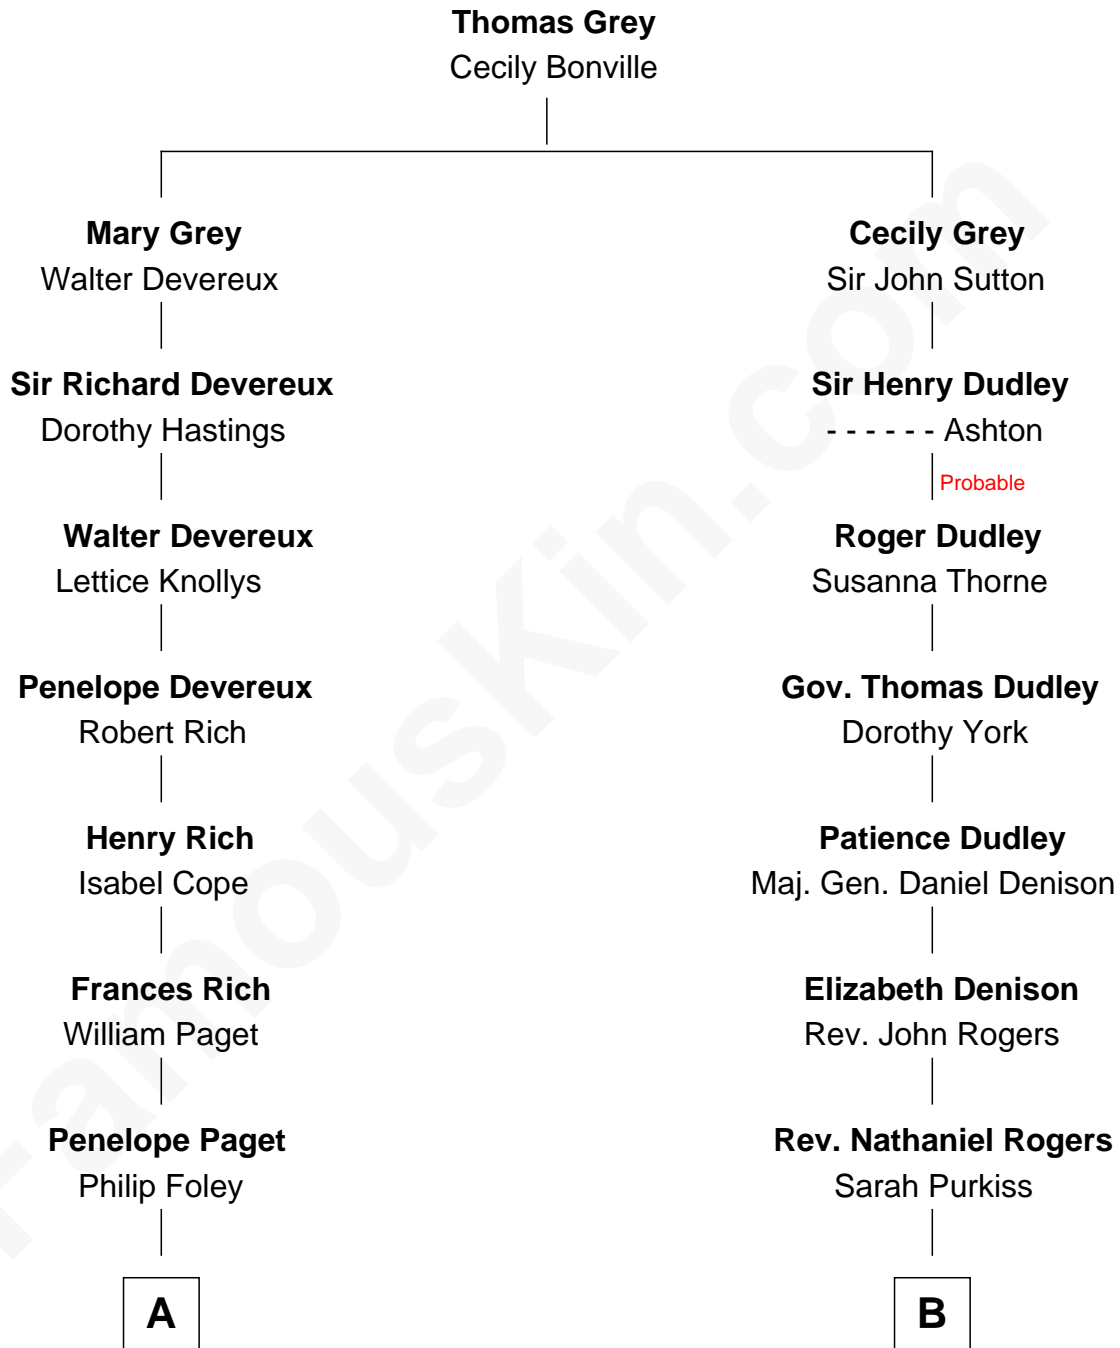 Thomas Grey
Cecily Bonville
Mary Grey
Walter Devereux
Cecily Grey
Sir John Sutton
Sir Richard Devereux
Dorothy Hastings
Sir Henry Dudley
- - - - - - Ashton
Probable
Walter Devereux
Lettice Knollys
Roger Dudley
Susanna Thorne
Penelope Devereux
Robert Rich
Gov. Thomas Dudley
Dorothy York
Henry Rich
Isabel Cope
Patience Dudley
Maj. Gen. Daniel Denison
Frances Rich
William Paget
Elizabeth Denison
Rev. John Rogers
Penelope Paget
Philip Foley
Rev. Nathaniel Rogers
Sarah Purkiss
A
B
FamousKin.com